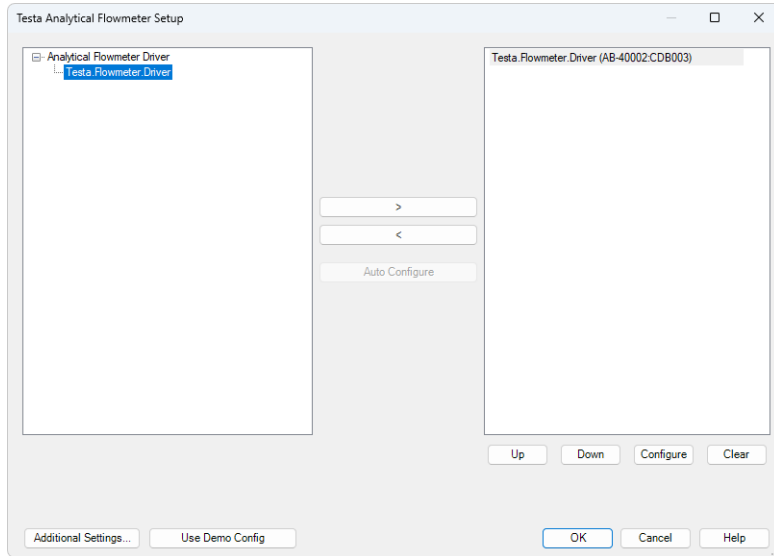 Testa Analytical Flowmeter Setup
Analytical Flowmeter Driver
Testa.Flowmeter.Driver
Testa.Flowmeter.Driver (AB-40002:CDB003)
>
<
Auto Configure
Up Down Configure Clear
Additional Settings... Use Demo Config OK Cancel Help